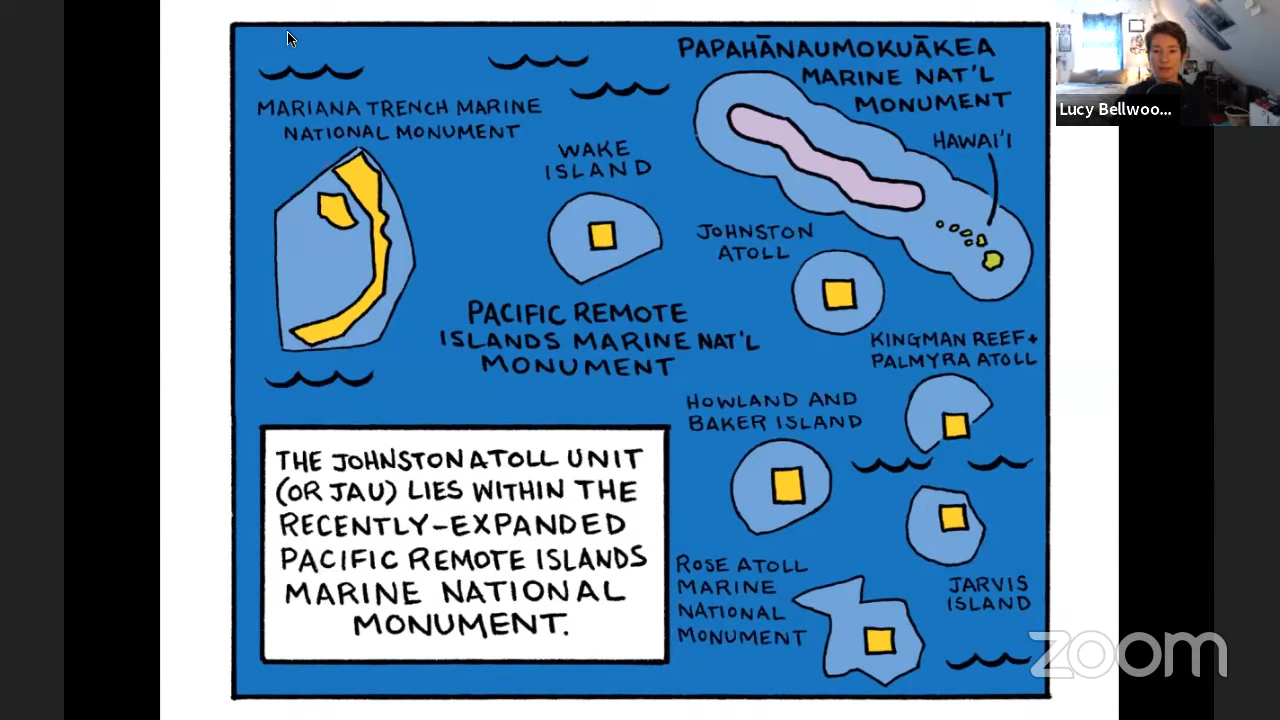 PAPAHĀNAUMOKUĀKEA
MARINE NAT'L
MONUMENT
HAWAI'I
MARIANA TRENCH MARINE
NATIONAL MONUMENT
WAKE
ISLAND
JOHNSTON
ATOLL
PACIFIC REMOTE
ISLANDS MARINE NAT'L
MONUMENT
KINGMAN REEF+
PALMYRA ATOLL
HOWLAND AND
BAKER ISLAND
JARVIS
ISLAND
ROSE ATOLL
MARINE
NATIONAL
MONUMENT
THE JOHNSTON ATOLL UNIT
(OR JAU) LIES WITHIN THE
RECENTLY-EXPANDED
PACIFIC REMOTE ISLANDS
MARINE NATIONAL
MONUMENT.
Lucy Bellwoo...
zoom